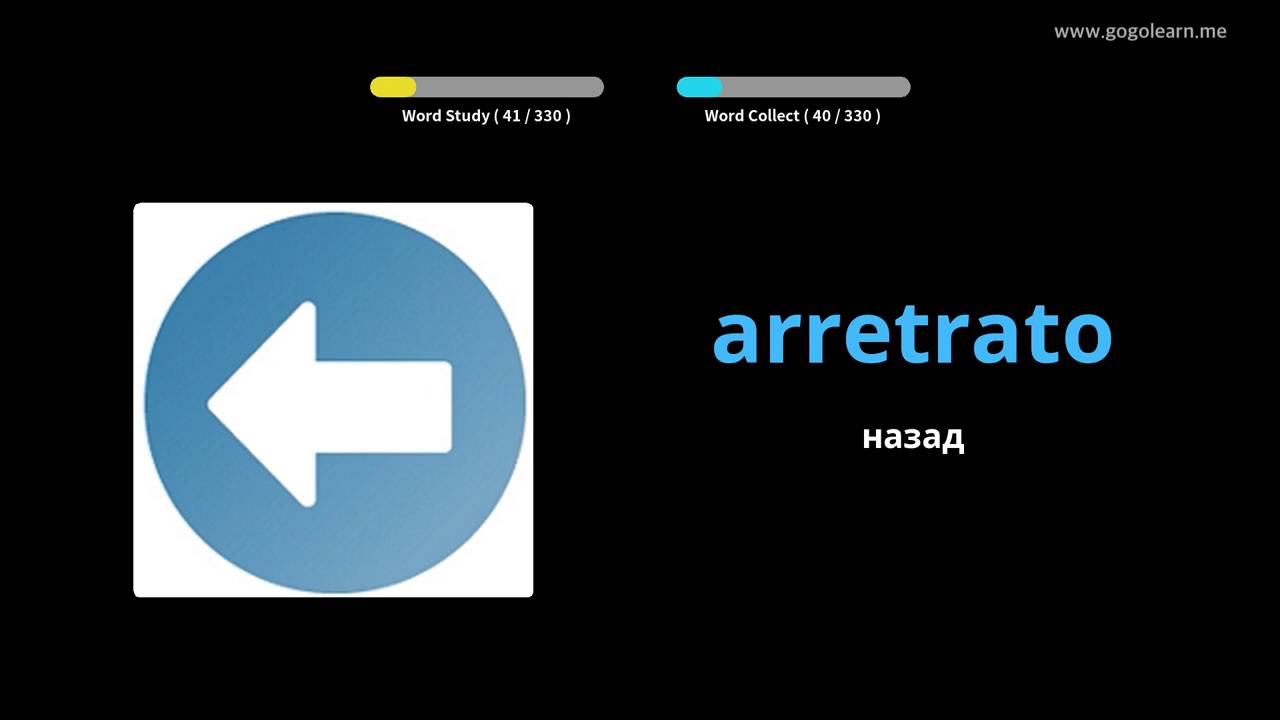 www.gogolearn.me
Word Study ( 41 / 330 )
Word Collect ( 40 / 330 )
arretrato
назад